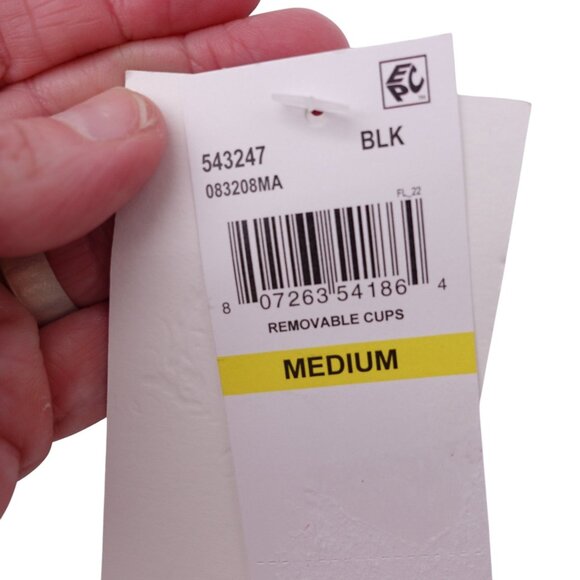 EPC
543247 BLK
083208MA
FL_22
8 07263 54186 4
REMOVABLE CUPS
MEDIUM